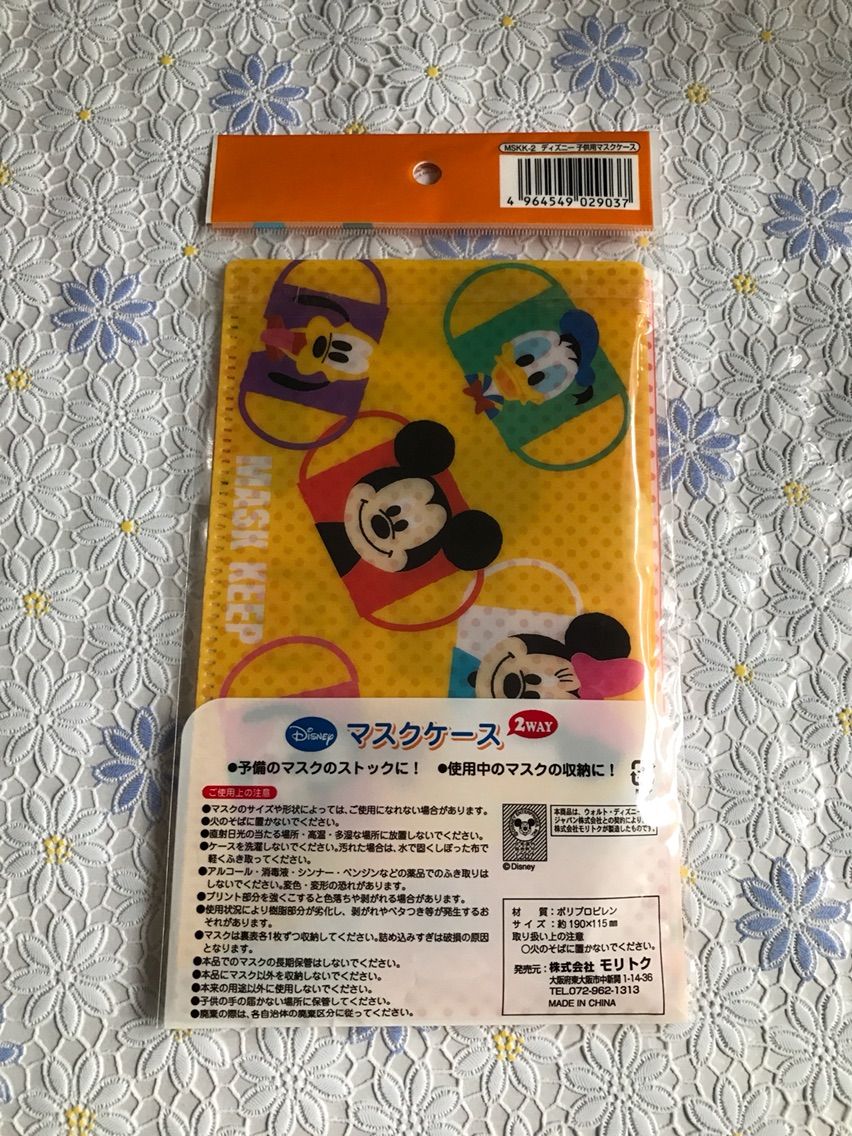 MSKK-2 ディズニー子供用マスクケース
4 964549 029037
MASK KEEP
Disney マスクケース 2WAY
●予備のマスクのストックに! ●使用中のマスクの収納に!
ご使用上の注意
●マスクのサイズや形状によっては、ご使用になれない場合があります。
●火のそばに置かないでください。
●直射日光の当たる場所・高温・多湿な場所に放置しないでください。
●ケースを洗濯しないでください。汚れた場合は、水で固くしぼった布で
軽くふき取ってください。
●アルコール・消毒液・シンナー・ベンジンなどの薬品でのふき取りは
しないでください。変色・変形の恐れがあります。
●プリント部分を強くこすると色落ちや剥がれる場合があります。
●使用状況により樹脂部分が劣化し、剥がれやベタつき等が発生するお
それがあります。
●マスクは裏表各1枚ずつ収納してください。詰め込みすぎは破損の原因
となります。
●本品でのマスクの長期保管はしないでください。
●本品にマスク以外を収納しないでください。
●本来の用途以外に使用しないでください。
●子供の手の届かない場所に保管してください。
●廃棄の際は、各自治体の廃棄区分に従ってください。
本商品は、ウォルト・ディズニー
ジャパン株式会社との契約により、
株式会社モリトクが製造したものです。
©Disney
材 質:ポリプロピレン
サイズ:約190×115㎜
取り扱い上の注意
○火のそばに置かないでください。
発売元:株式会社 モリトク
大阪府東大阪市中新開1-14-36
TEL.072-962-1313
MADE IN CHINA